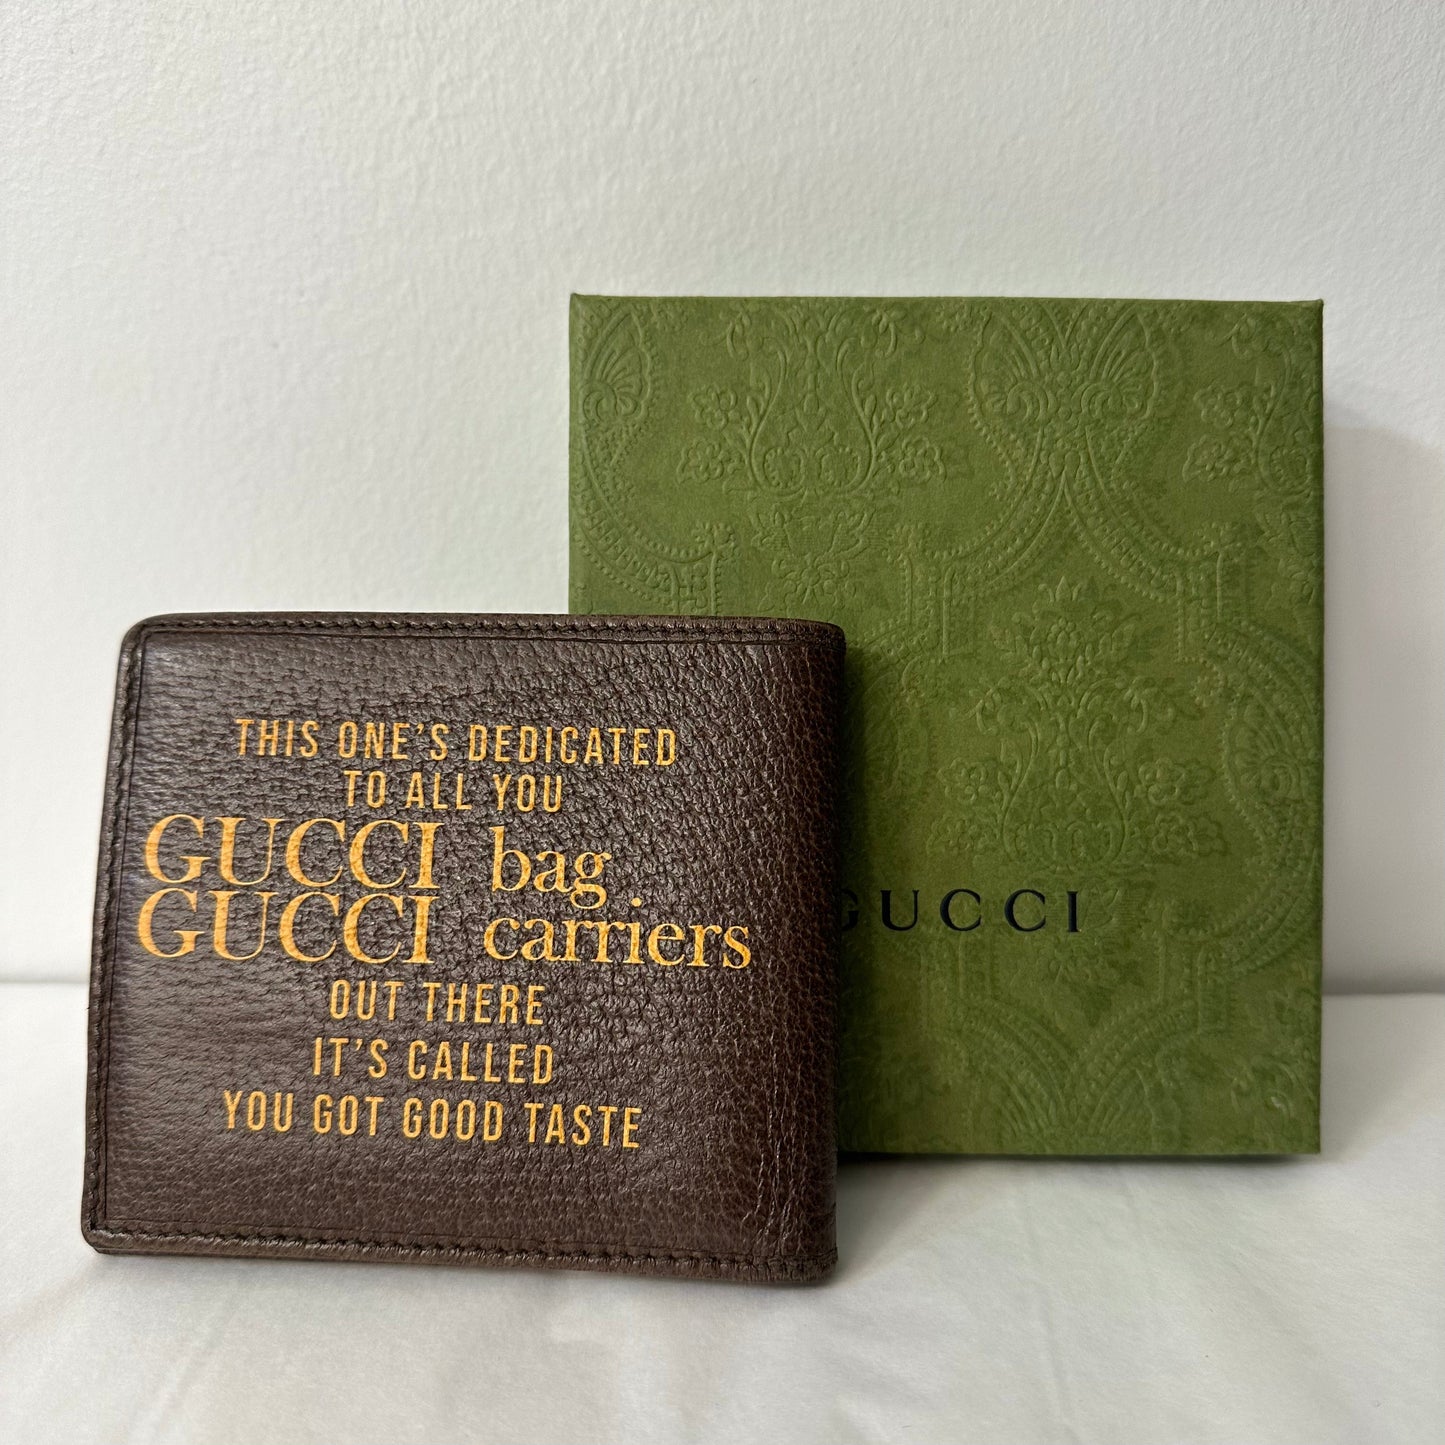 THIS ONE'S DEDICATED
TO ALL YOU
GUCCI bag
GUCCI carriers
OUT THERE
IT'S CALLED
YOU GOT GOOD TASTE
GUCCI